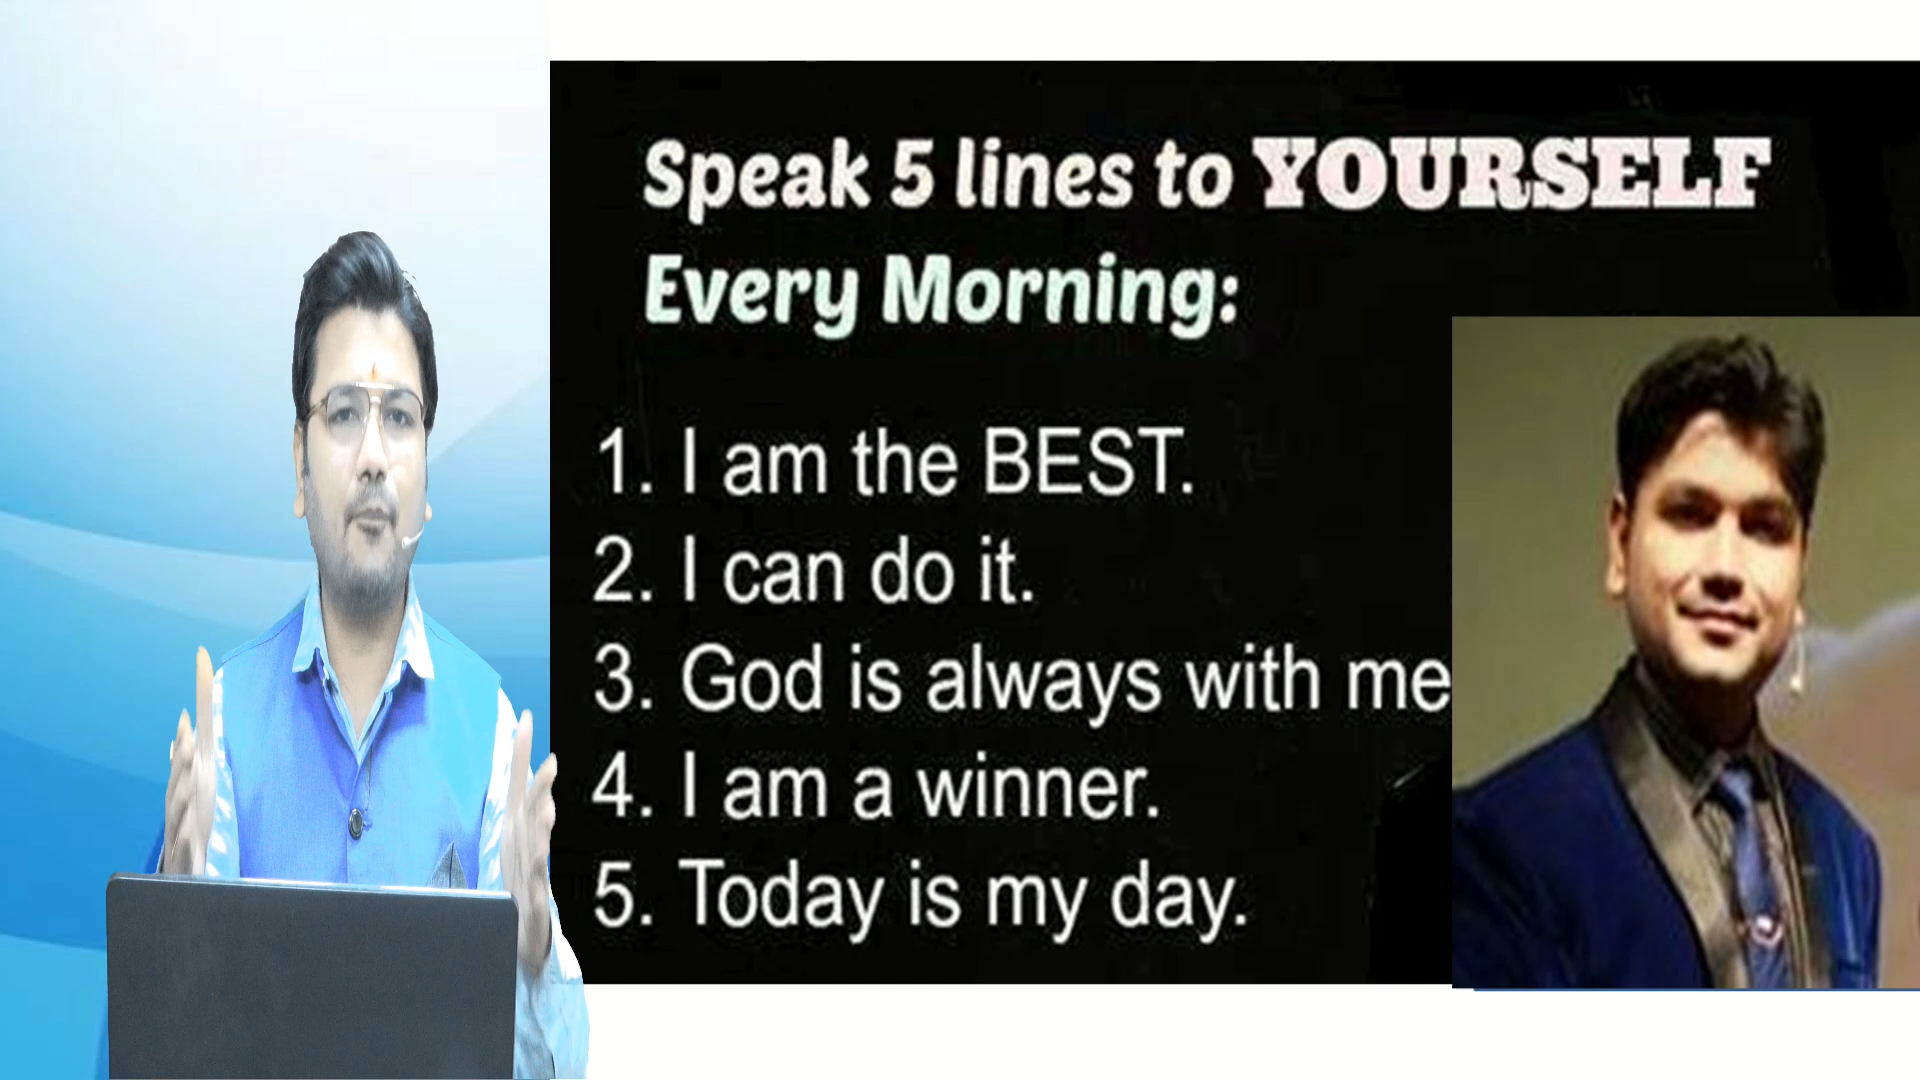 Speak 5 lines to YOURSELF
Every Morning:
1. I am the BEST.
2. I can do it.
3. God is always with me
4. I am a winner.
5. Today is my day.